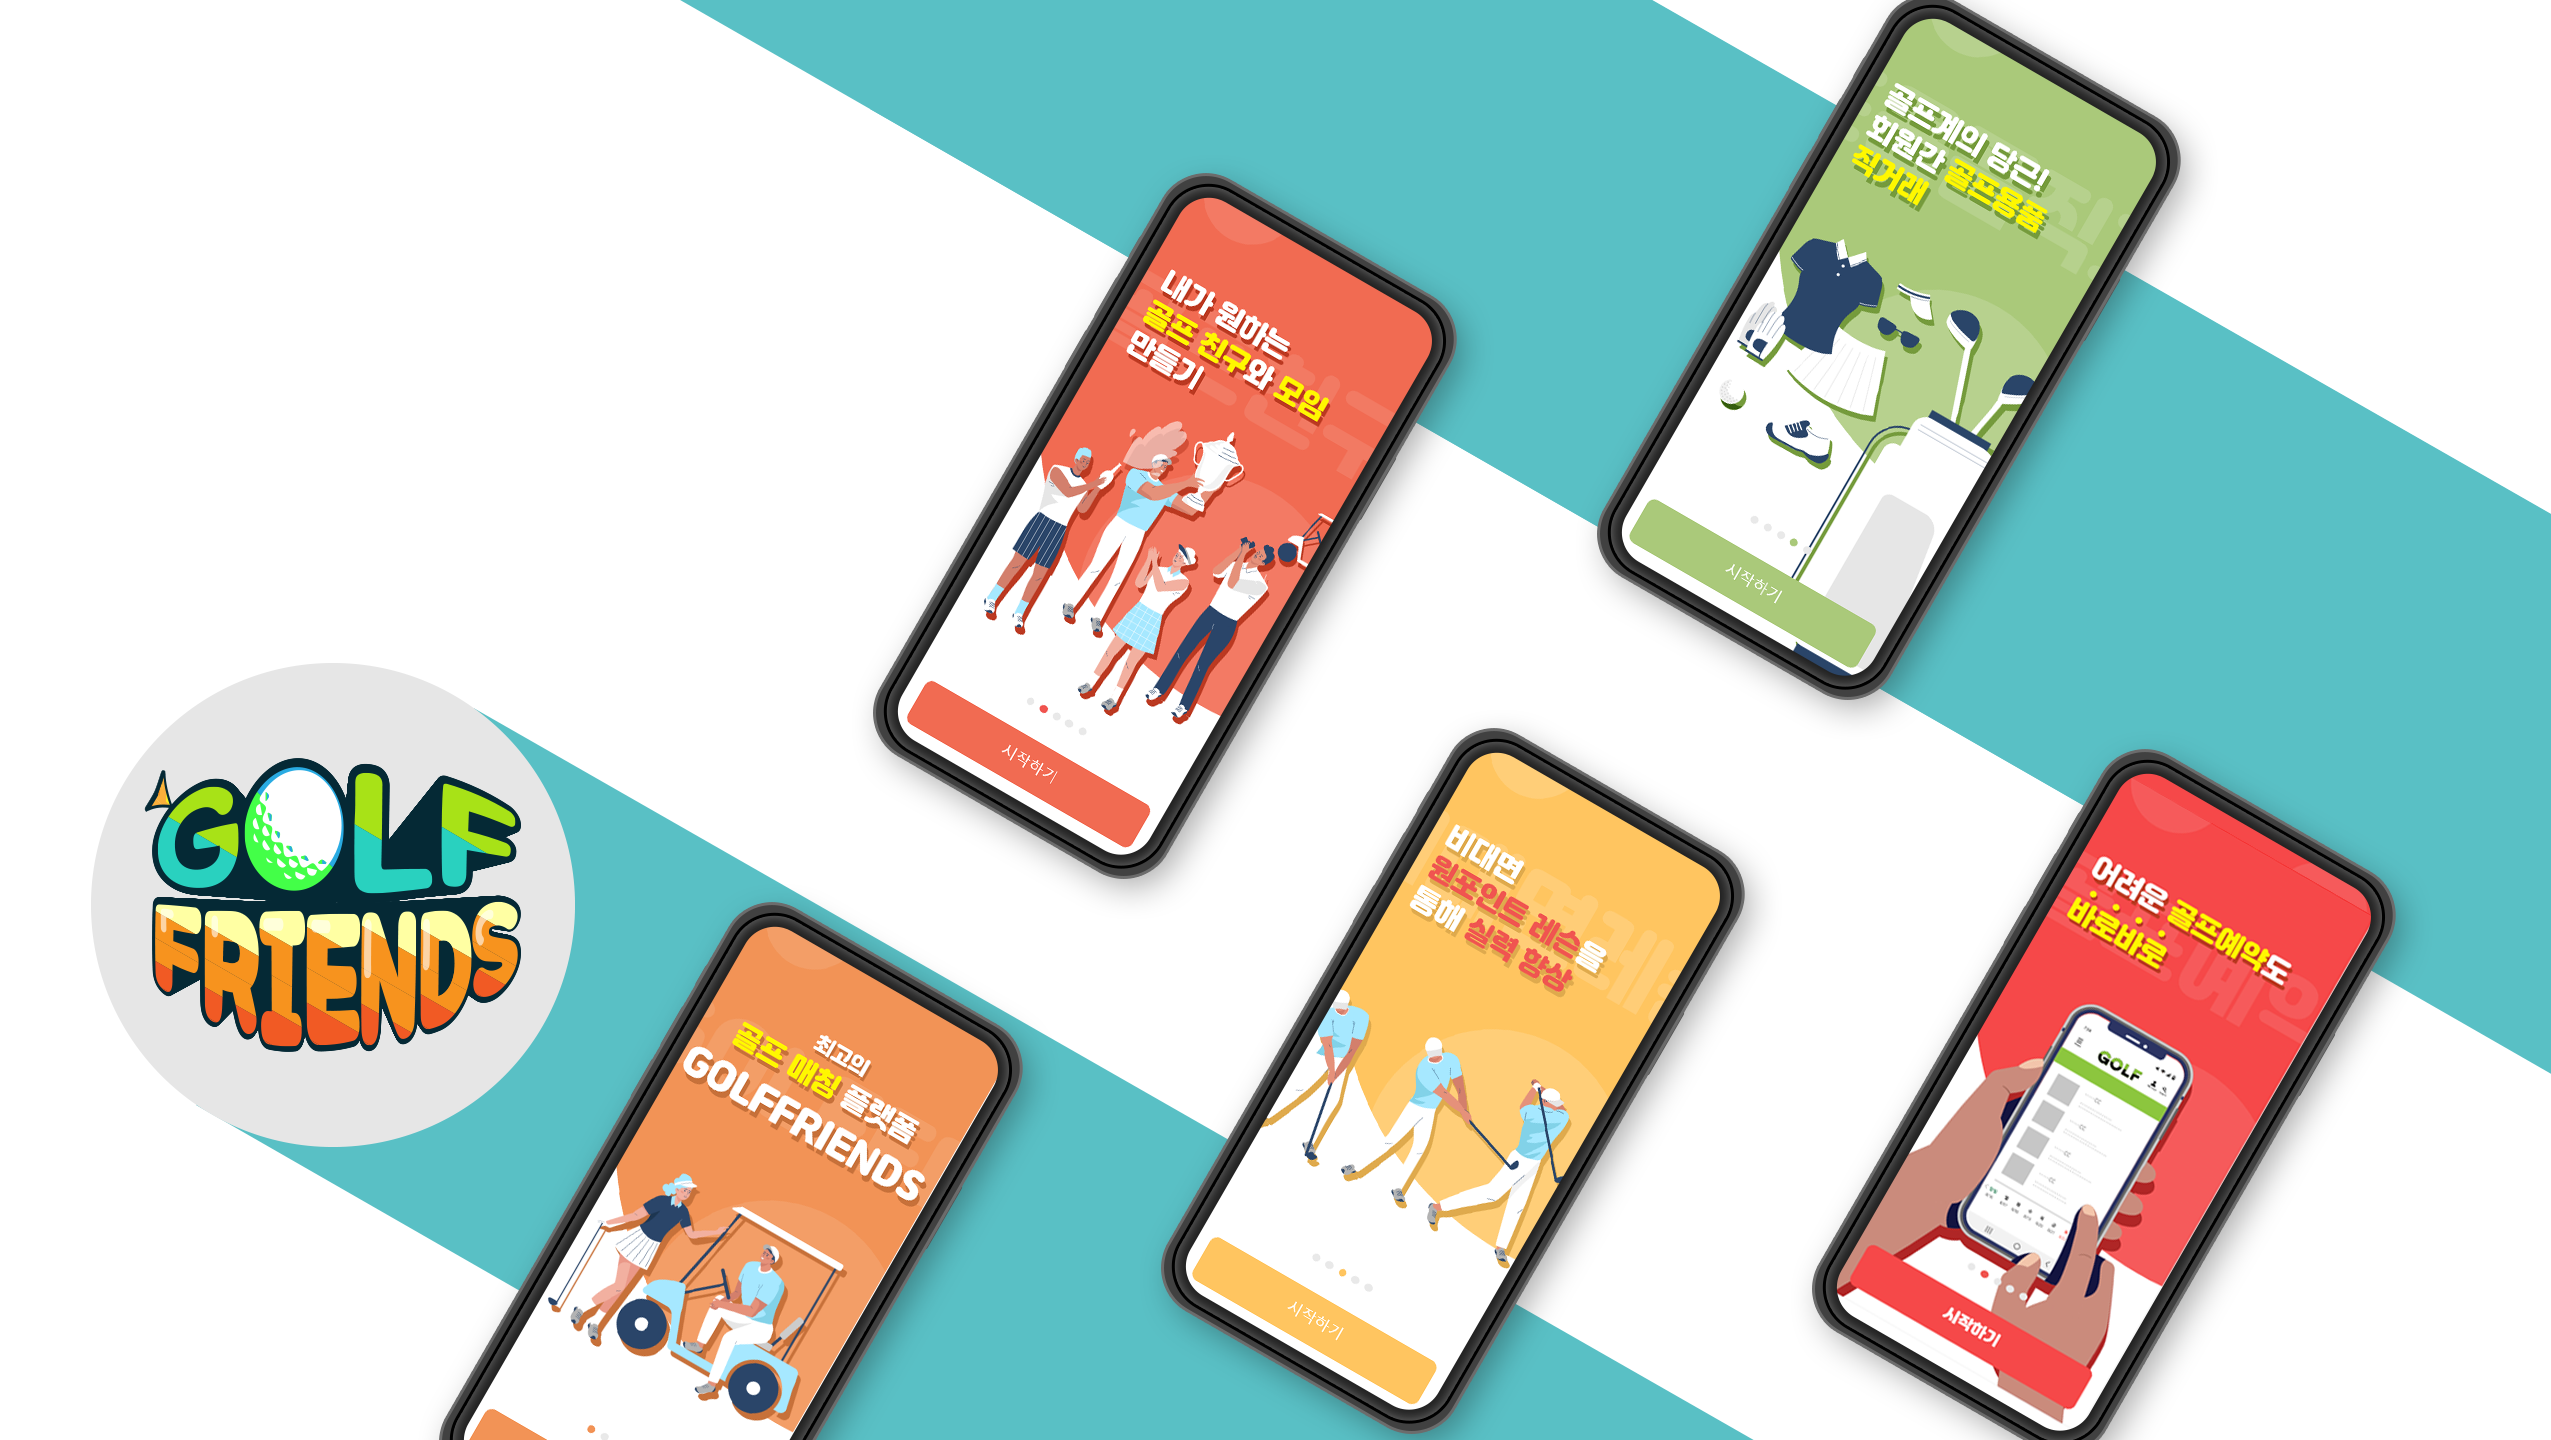 GOLF
FRIENDS
내가 원하는
골프 친구와 모임
만들기
시작하기
골프계의 당근!
회원간 골프용품
직거래
시작하기
최고의
골프 매칭 플랫폼
GOLFFRIENDS
비대면
원포인트 레슨을
통해 실력 향상
시작하기
어려운 골프예약도
바로바로
GOLF
시작하기